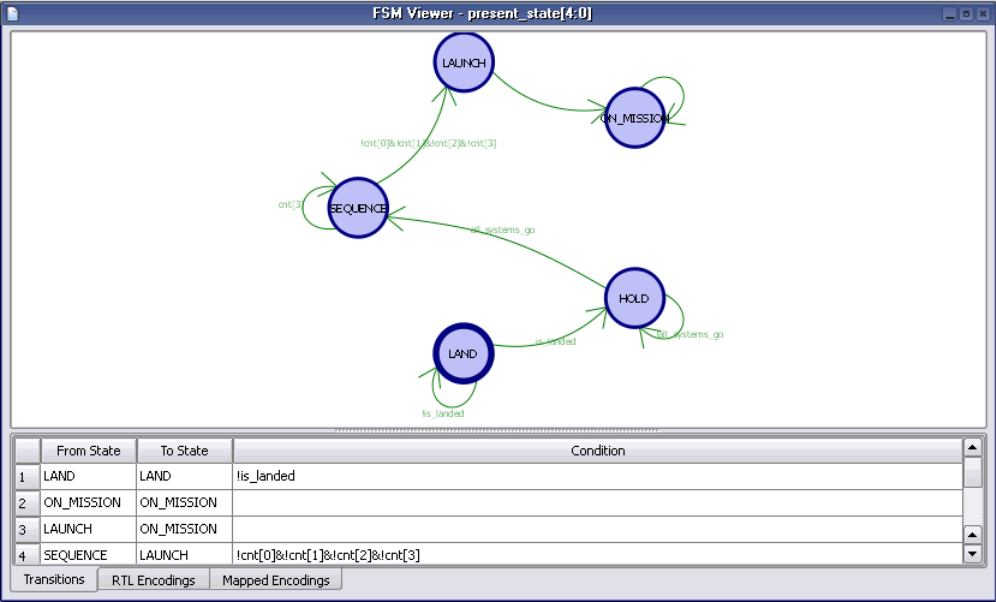 FSM Viewer - present_state[4:0]
LAUNCH
ON_MISSION
!cnt[0]&!cnt[1]&!cnt[2]&!cnt[3]
cnt[3]
SEQUENCE
all_systems_go
HOLD
!all_systems_go
is_landed
LAND
!is_landed
From State To State Condition
1 LAND LAND !is_landed
2 ON_MISSION ON_MISSION
3 LAUNCH ON_MISSION
4 SEQUENCE LAUNCH !cnt[0]&!cnt[1]&!cnt[2]&!cnt[3]
Transitions RTL Encodings Mapped Encodings